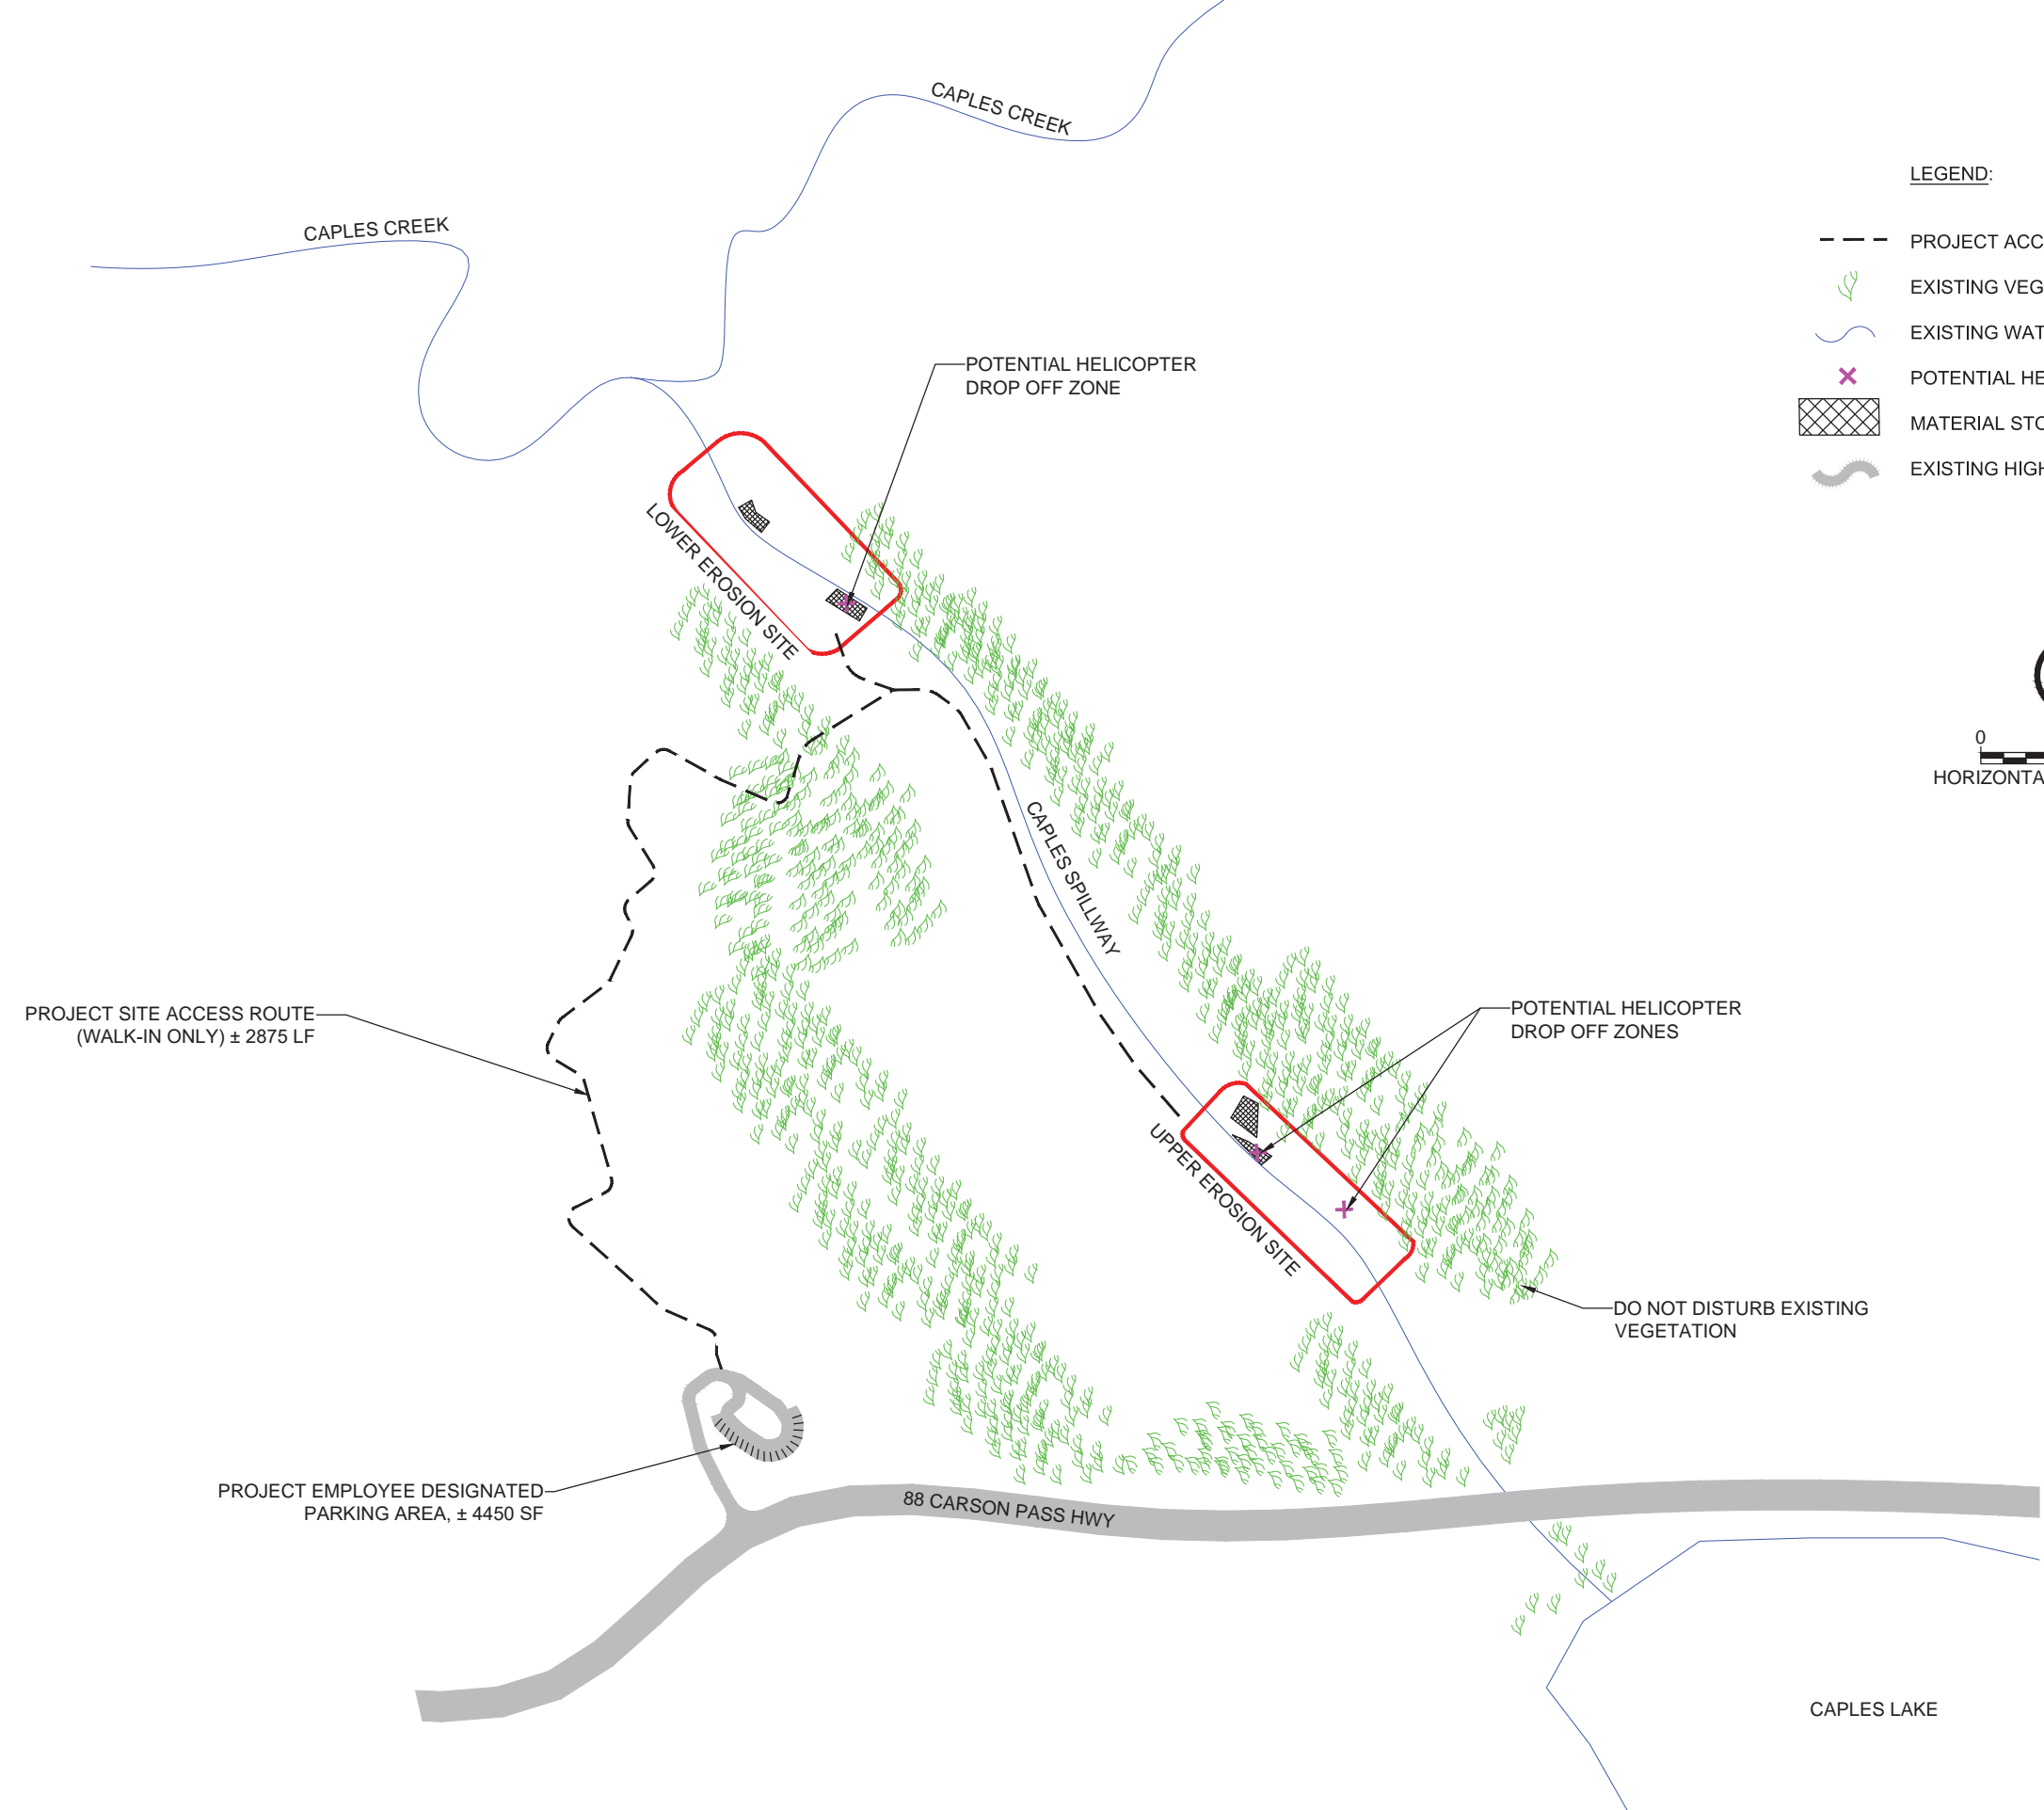 CAPLES CREEK
CAPLES CREEK
LEGEND:
PROJECT ACC
EXISTING VEG
EXISTING WAT
POTENTIAL HE
MATERIAL STO
EXISTING HIGH
POTENTIAL HELICOPTER
DROP OFF ZONE
LOWER EROSION SITE
0
HORIZONTA
CAPLES SPILLWAY
PROJECT SITE ACCESS ROUTE
(WALK-IN ONLY) ± 2875 LF
POTENTIAL HELICOPTER
DROP OFF ZONES
UPPER EROSION SITE
DO NOT DISTURB EXISTING
VEGETATION
PROJECT EMPLOYEE DESIGNATED
PARKING AREA, ± 4450 SF
88 CARSON PASS HWY
CAPLES LAKE